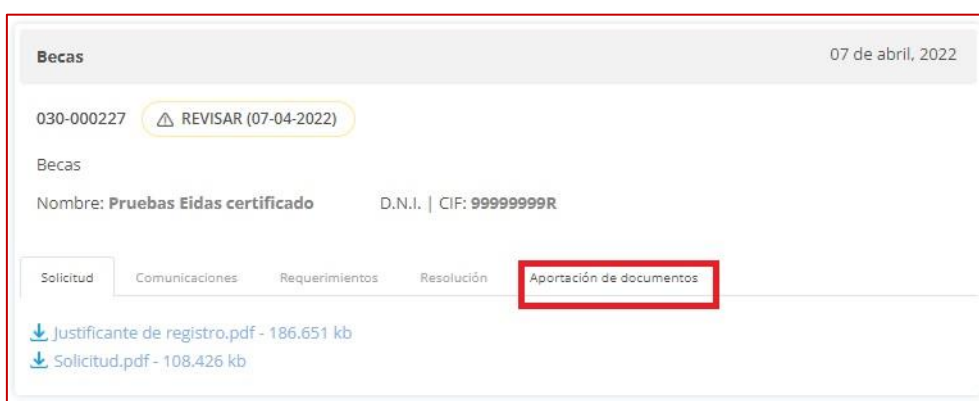 Becas 07 de abril, 2022
030-000227 REVISAR (07-04-2022)
Becas
Nombre: Pruebas Eidas certificado D.N.I. | CIF: 99999999R
Solicitud Comunicaciones Requerimientos Resolución Aportación de documentos
Justificante de registro.pdf - 186.651 kb
Solicitud.pdf - 108.426 kb